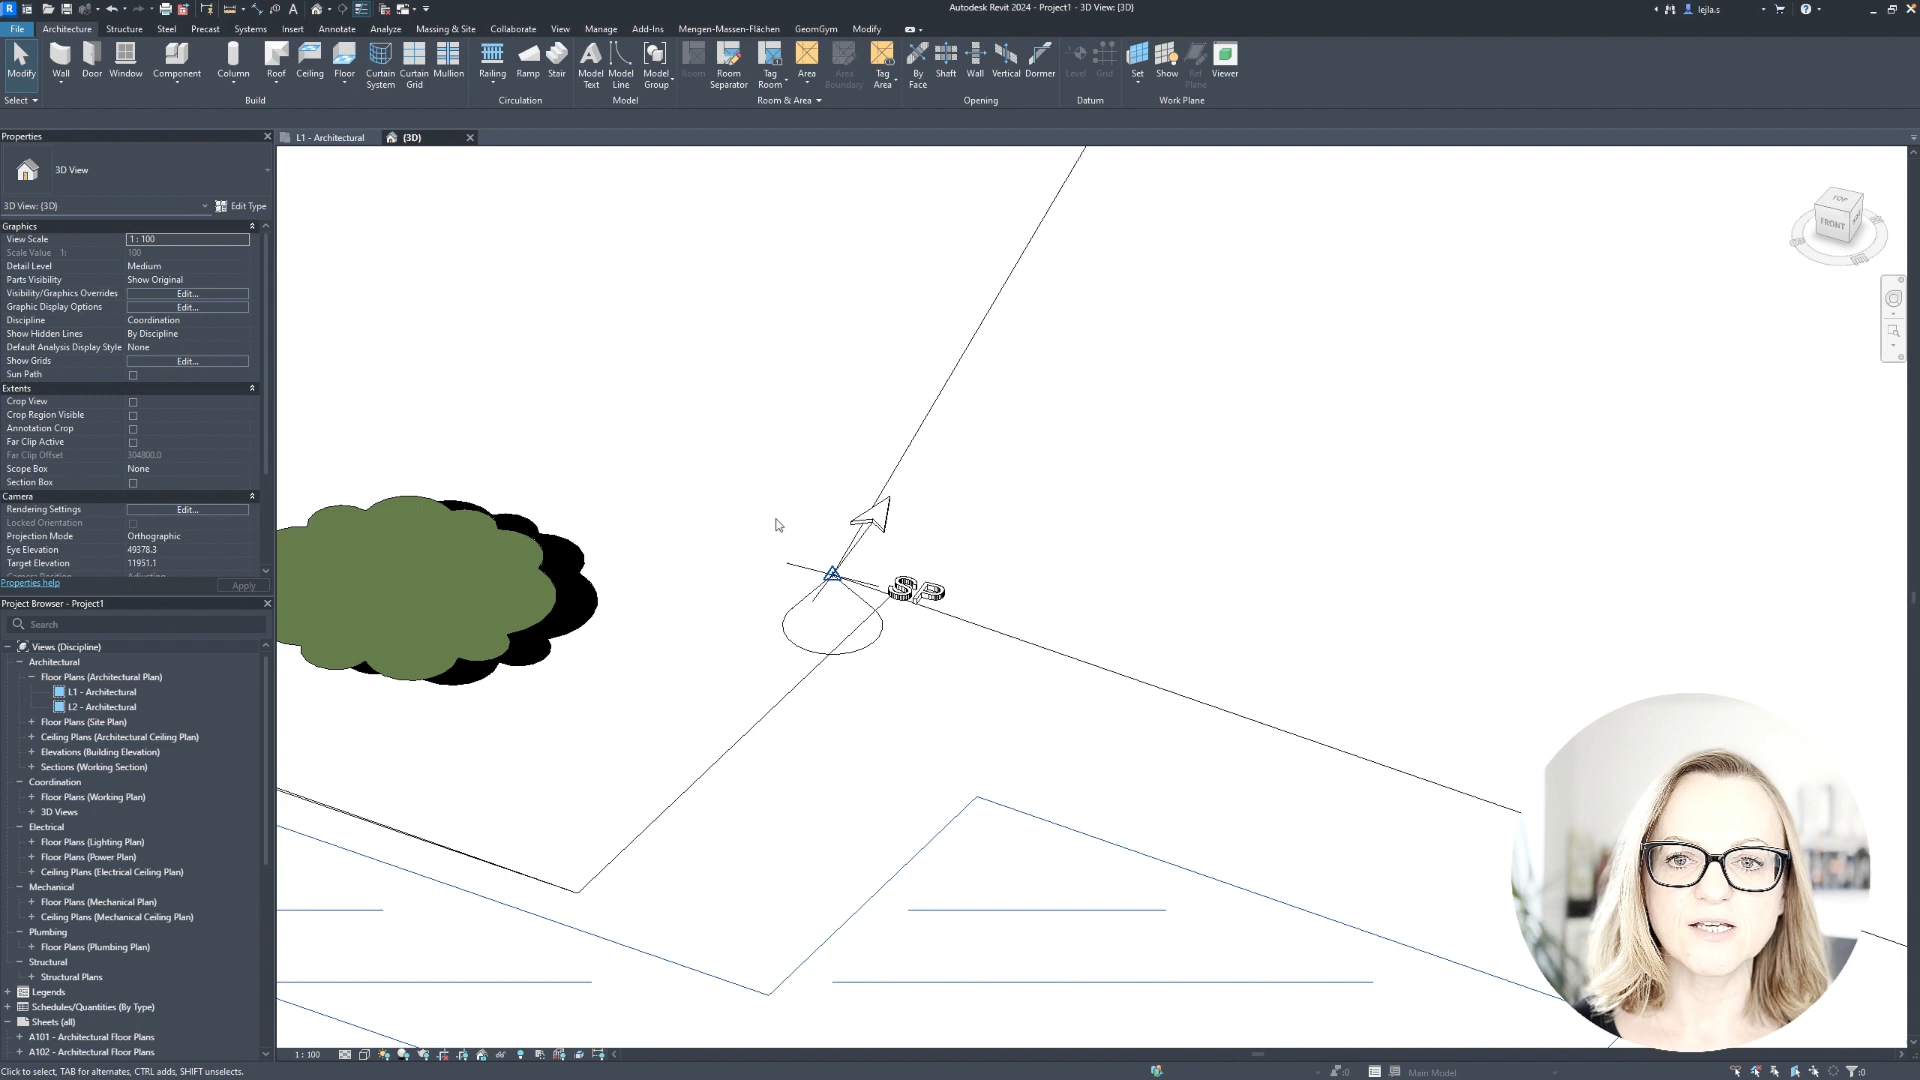 Autodesk Revit 2024 - Project1 - 3D View: {3D}
lejla.s
File Architecture Structure Steel Precast Systems Insert Annotate Analyze Massing & Site Collaborate View Manage Add-Ins Mengen-Massen-Flächen GeomGym Modify
Modify Wall Door Window Component Column Roof Ceiling Floor Curtain System Curtain Grid Mullion Railing Ramp Stair Model Text Model Line Model Group Room Room Separator Tag Room Area Area Boundary Tag Area By Face Shaft Wall Vertical Dormer Level Grid Set Show Ref Plane Viewer
Select Build Circulation Model Room & Area Opening Datum Work Plane
Properties
L1 - Architectural
{3D}
3D View
3D View: {3D}
Edit Type
Graphics
View Scale 1 : 100
Scale Value 1: 100
Detail Level Medium
Parts Visibility Show Original
Visibility/Graphics Overrides Edit...
Graphic Display Options Edit...
Discipline Coordination
Show Hidden Lines By Discipline
Default Analysis Display Style None
Show Grids Edit...
Sun Path
Extents
Crop View
Crop Region Visible
Annotation Crop
Far Clip Active
Far Clip Offset 304800.0
Scope Box None
Section Box
Camera
Rendering Settings Edit...
Locked Orientation
Projection Mode Orthographic
Eye Elevation 49378.3
Target Elevation 11951.1
Camera Position Adjusting
Properties help
Apply
Project Browser - Project1
Search
Views (Discipline)
Architectural
Floor Plans (Architectural Plan)
L1 - Architectural
L2 - Architectural
Floor Plans (Site Plan)
Ceiling Plans (Architectural Ceiling Plan)
Elevations (Building Elevation)
Sections (Working Section)
Coordination
Floor Plans (Working Plan)
3D Views
Electrical
Floor Plans (Lighting Plan)
Floor Plans (Power Plan)
Ceiling Plans (Electrical Ceiling Plan)
Mechanical
Floor Plans (Mechanical Plan)
Ceiling Plans (Mechanical Ceiling Plan)
Plumbing
Floor Plans (Plumbing Plan)
Structural
Structural Plans
Legends
Schedules/Quantities (By Type)
Sheets (all)
A101 - Architectural Floor Plans
A102 - Architectural Floor Plans
TOP
FRONT
SP
1 : 100
Click to select, TAB for alternates, CTRL adds, SHIFT unselects.
:0
Main Model
:0